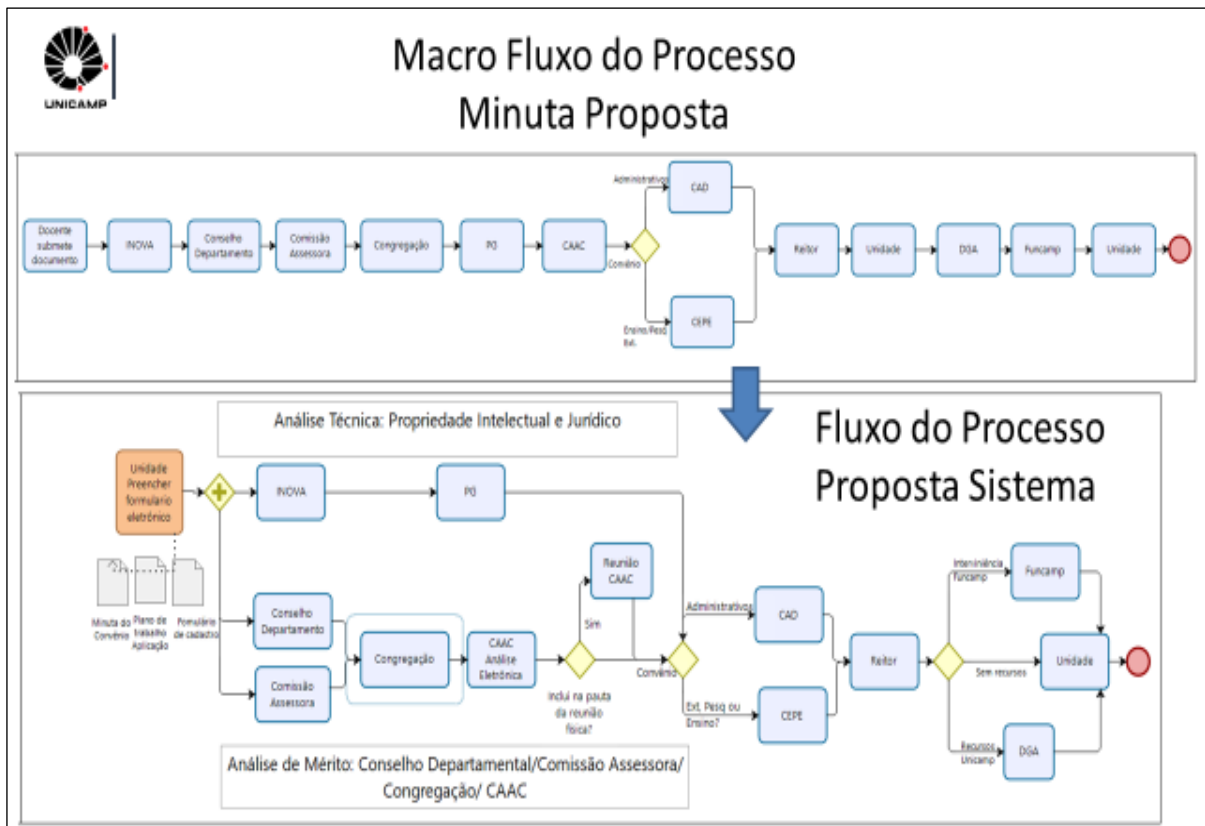 UNICAMP
Macro Fluxo do Processo
Minuta Proposta
Docente
submete
documento
INOVA
Conselho
Departamento
Comissão
Assessora
Congregação
PG
CAAC
Administrativos
Convênio
Ensino/Pesq
Ext.
CAD
CEPE
Reitor
Unidade
DGA
Funcamp
Unidade
Análise Técnica: Propriedade Intelectual e Jurídico
Fluxo do Processo
Proposta Sistema
Unidade
Preencher
formulario
eletrônico
Minuta do
Convênio
Plano de
trabalho
Aplicação
Fomulário
de cadastro
INOVA
PG
Conselho
Departamento
Comissão
Assessora
Congregação
CAAC
Análise
Eletrônica
Sim
Inclui na pauta
da reunião
física?
Reunião
CAAC
Convênio
Administrativos
Ext, Pesq ou
Ensino?
CAD
CEPE
Reitor
Interniniência
Funcamp
Sem recursos
Recursos
Unicamp
Funcamp
Unidade
DGA
Análise de Mérito: Conselho Departamental/Comissão Assessora/
Congregação/ CAAC